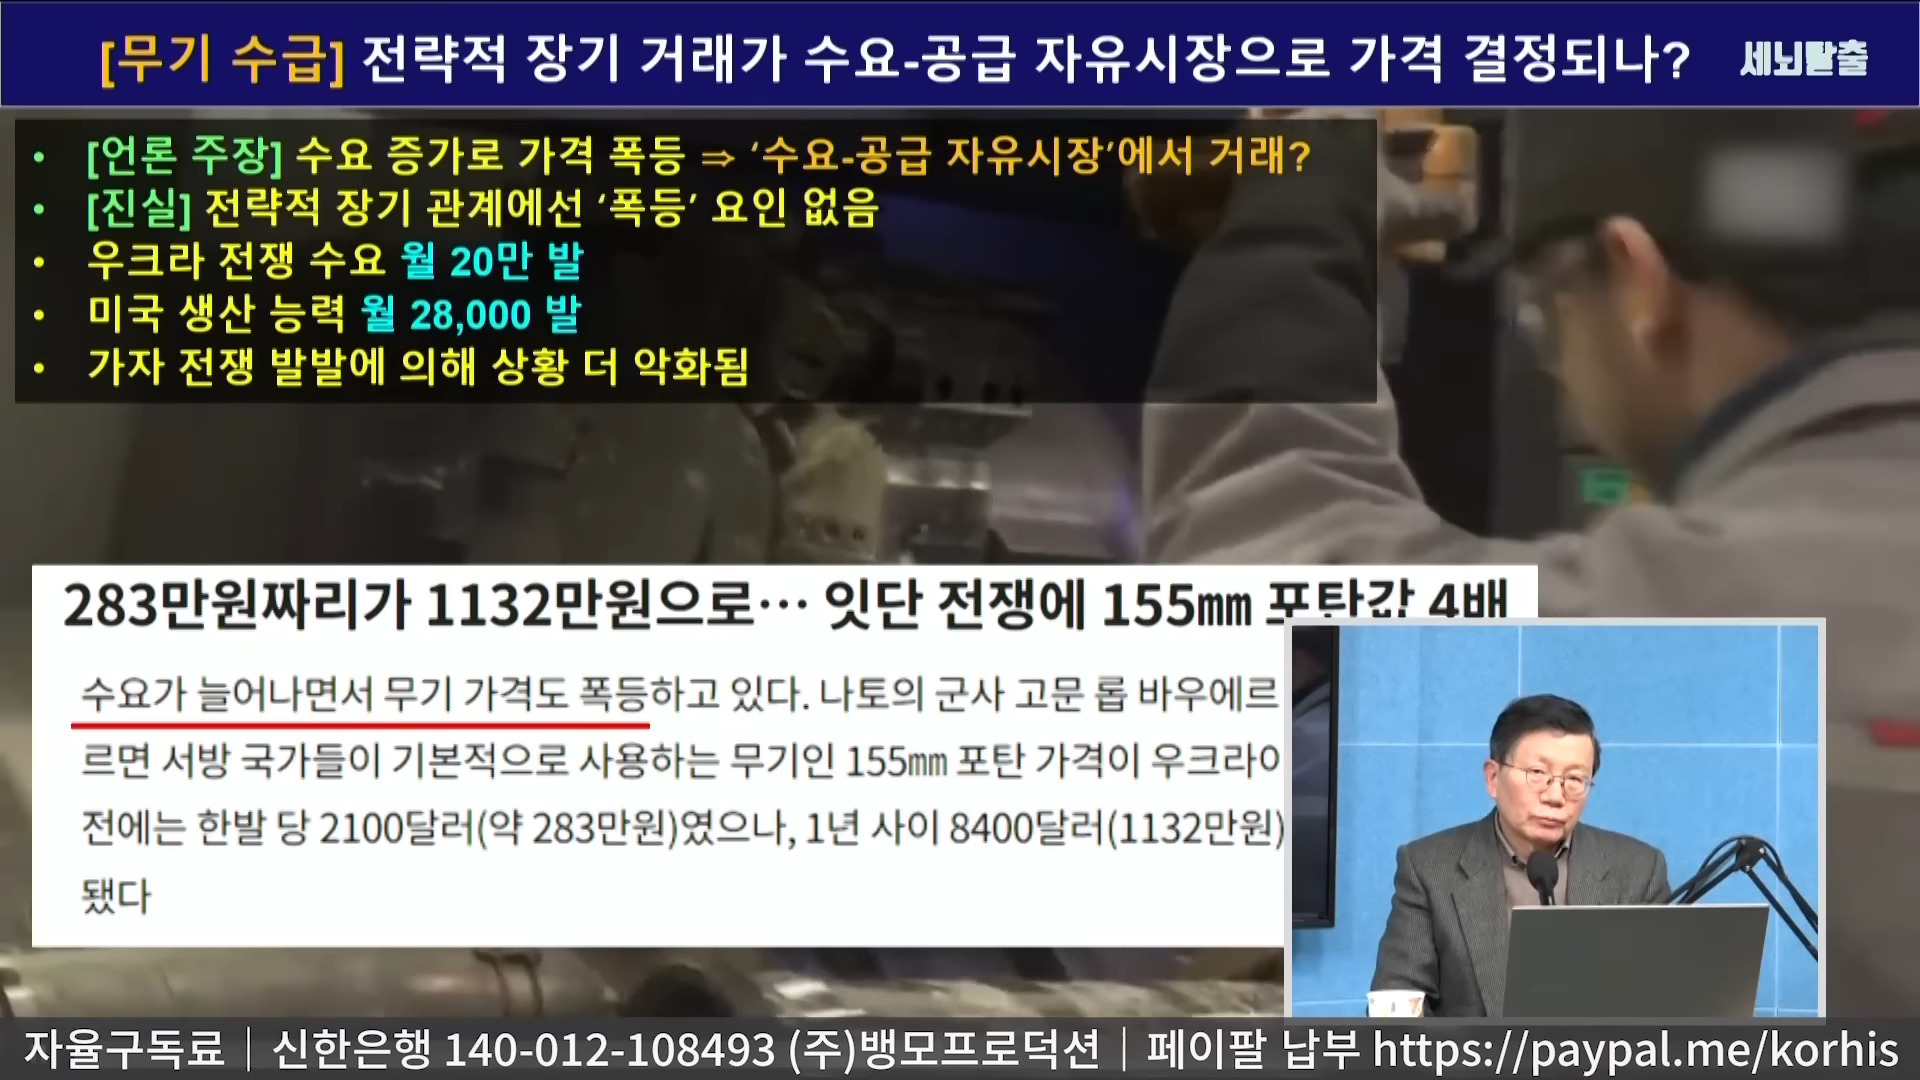 [무기 수급] 전략적 장기 거래가 수요-공급 자유시장으로 가격 결정되나?
세뇌탈출
• [언론 주장] 수요 증가로 가격 폭등 ⇒ ‘수요-공급 자유시장’에서 거래?
• [진실] 전략적 장기 관계에선 ‘폭등’ 요인 없음
• 우크라 전쟁 수요 월 20만 발
• 미국 생산 능력 월 28,000 발
• 가자 전쟁 발발에 의해 상황 더 악화됨
283만원짜리가 1132만원으로… 잇단 전쟁에 155㎜ 포탄값 4배
수요가 늘어나면서 무기 가격도 폭등하고 있다. 나토의 군사 고문 롭 바우에르
르면 서방 국가들이 기본적으로 사용하는 무기인 155㎜ 포탄 가격이 우크라이
전에는 한발 당 2100달러(약 283만원)였으나, 1년 사이 8400달러(1132만원)
됐다
자율구독료｜신한은행 140-012-108493 (주)뱅모프로덕션｜페이팔 납부 https://paypal.me/korhis